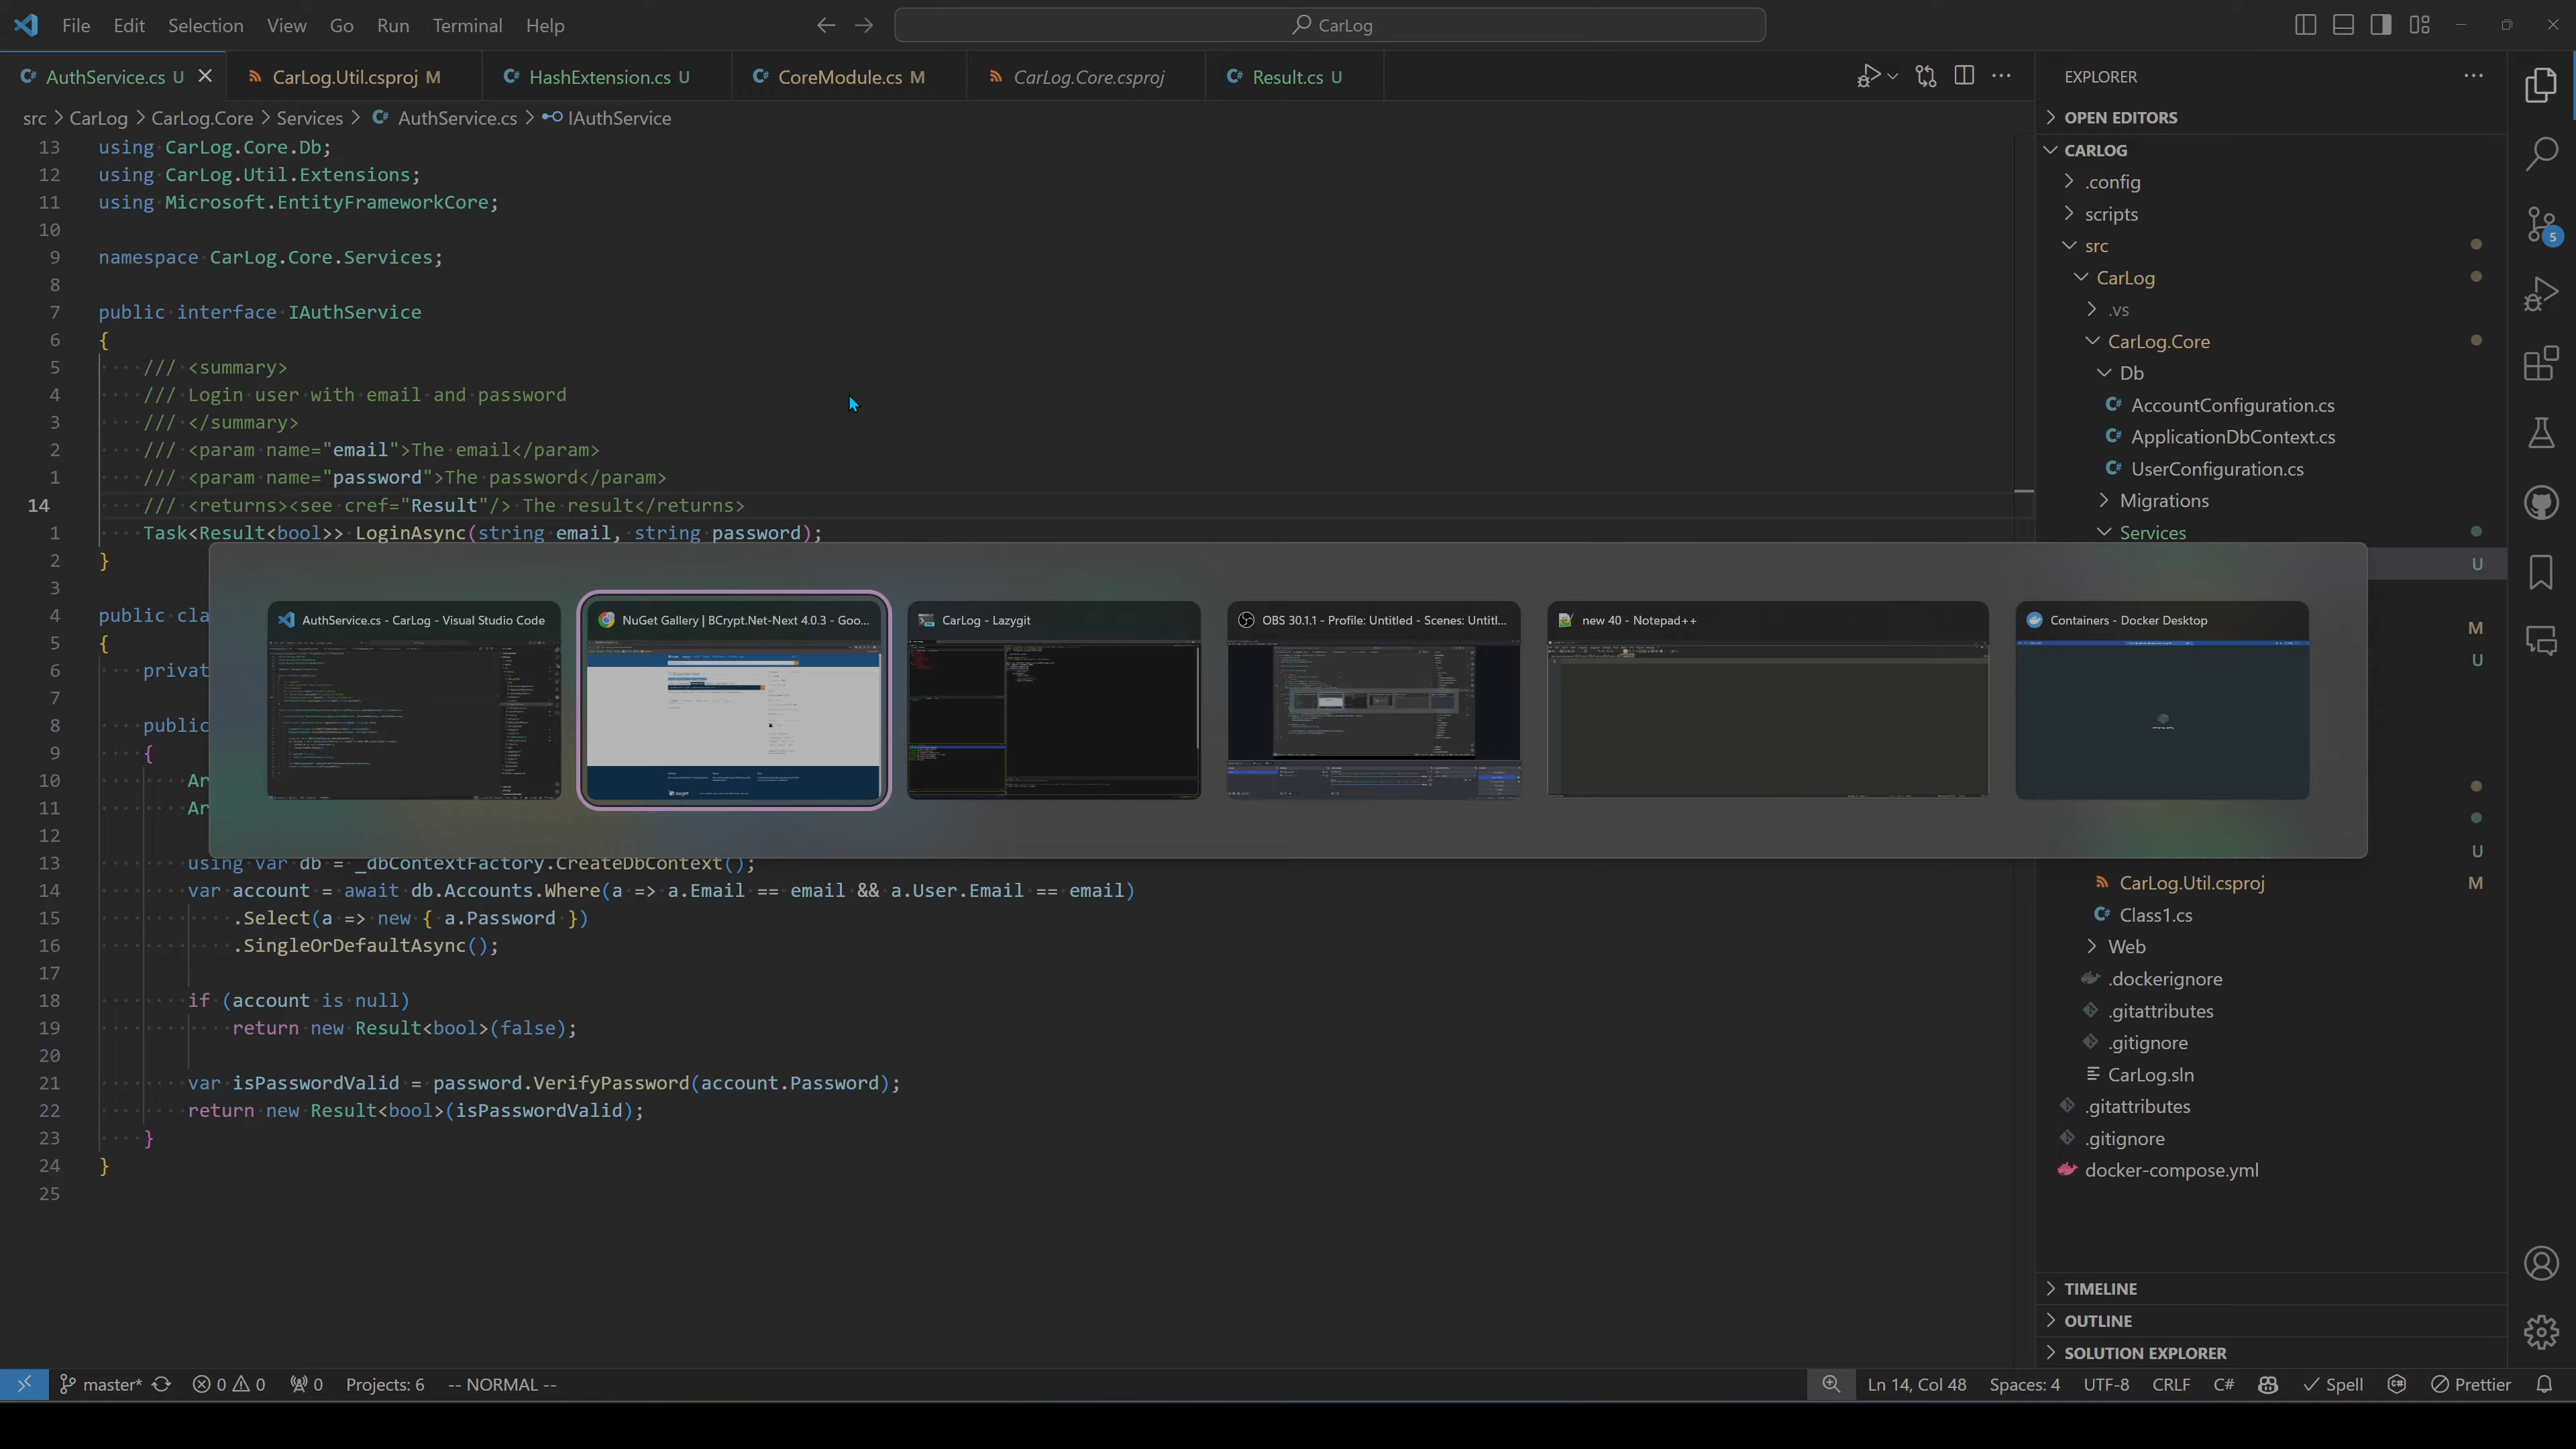 File Edit Selection View Go Run Terminal Help
CarLog
AuthService.cs U
CarLog.Util.csproj M
HashExtension.cs U
CoreModule.cs M
CarLog.Core.csproj
Result.cs U
src > CarLog > CarLog.Core > Services > AuthService.cs > IAuthService
13 using CarLog.Core.Db;
12 using CarLog.Util.Extensions;
11 using Microsoft.EntityFrameworkCore;
10
9 namespace CarLog.Core.Services;
8
7 public interface IAuthService
6 {
5 /// <summary>
4 /// Login user with email and password
3 /// </summary>
2 /// <param name="email">The email</param>
1 /// <param name="password">The password</param>
14 /// <returns><see cref="Result"/> The result</returns>
1 Task<Result<bool>> LoginAsync(string email, string password);
2 }
3
4 public cla
5 {
6 privat
7
8 public
9 {
10 Ar
11 Ar
12
13 using var db = _dbContextFactory.CreateDbContext();
14 var account = await db.Accounts.Where(a => a.Email == email && a.User.Email == email)
15 .Select(a => new { a.Password })
16 .SingleOrDefaultAsync();
17
18 if (account is null)
19 return new Result<bool>(false);
20
21 var isPasswordValid = password.VerifyPassword(account.Password);
22 return new Result<bool>(isPasswordValid);
23 }
24 }
25
AuthService.cs - CarLog - Visual Studio Code
NuGet Gallery | BCrypt.Net-Next 4.0.3 - Goo...
CarLog - Lazygit
OBS 30.1.1 - Profile: Untitled - Scenes: Untitl...
new 40 - Notepad++
Containers - Docker Desktop
EXPLORER
OPEN EDITORS
CARLOG
.config
scripts
src
CarLog
.vs
CarLog.Core
Db
AccountConfiguration.cs
ApplicationDbContext.cs
UserConfiguration.cs
Migrations
Services
U
M
U
U
CarLog.Util.csproj M
Class1.cs
Web
.dockerignore
.gitattributes
.gitignore
CarLog.sln
.gitattributes
.gitignore
docker-compose.yml
TIMELINE
OUTLINE
SOLUTION EXPLORER
5
master* 0 0 0 Projects: 6 -- NORMAL --
Ln 14, Col 48 Spaces: 4 UTF-8 CRLF C# Spell Prettier